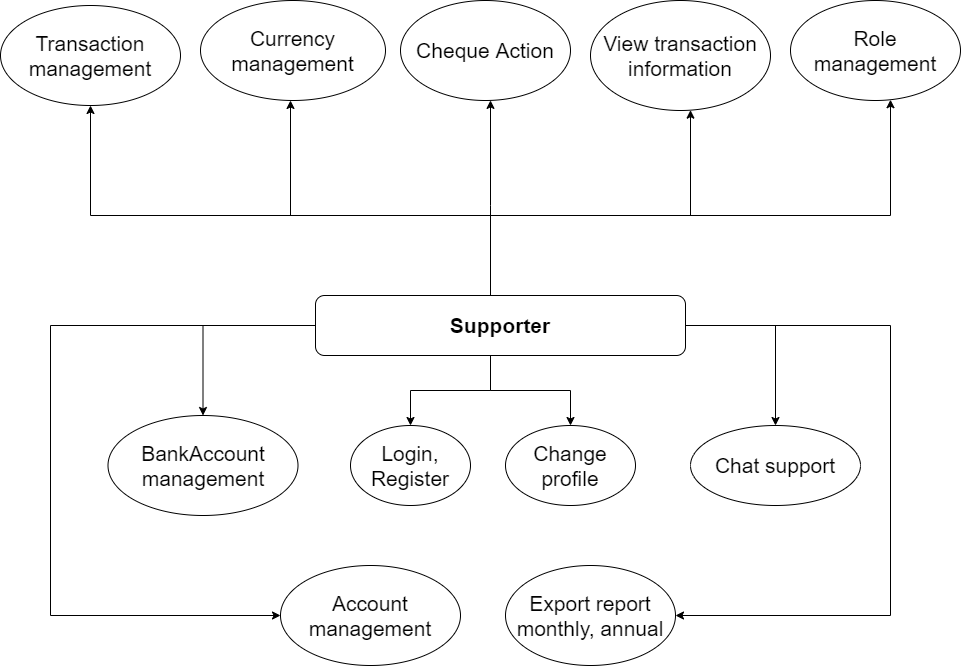 Transaction
management
Currency
management
Cheque Action
View transaction
information
Role
management
Supporter
BankAccount
management
Login,
Register
Change
profile
Chat support
Account
management
Export report
monthly, annual